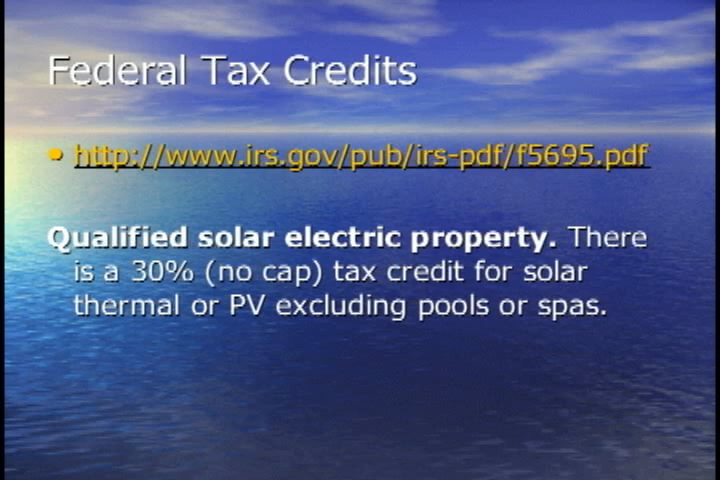 Federal Tax Credits
• http://www.irs.gov/pub/irs-pdf/f5695.pdf
Qualified solar electric property. There
is a 30% (no cap) tax credit for solar
thermal or PV excluding pools or spas.